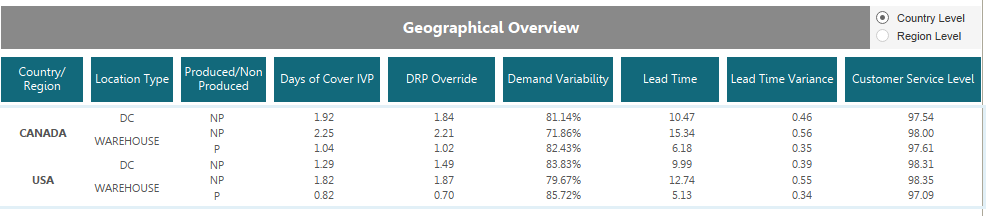 Geographical Overview
Country Level
Region Level
Country/ Region Location Type Produced/Non Produced Days of Cover IVP DRP Override Demand Variability Lead Time Lead Time Variance Customer Service Level
CANADA DC NP 1.92 1.84 81.14% 10.47 0.46 97.54
WAREHOUSE NP 2.25 2.21 71.86% 15.34 0.56 98.00
P 1.04 1.02 82.43% 6.18 0.35 97.61
USA DC NP 1.29 1.49 83.83% 9.99 0.39 98.31
WAREHOUSE NP 1.82 1.87 79.67% 12.74 0.55 98.35
P 0.82 0.70 85.72% 5.13 0.34 97.09